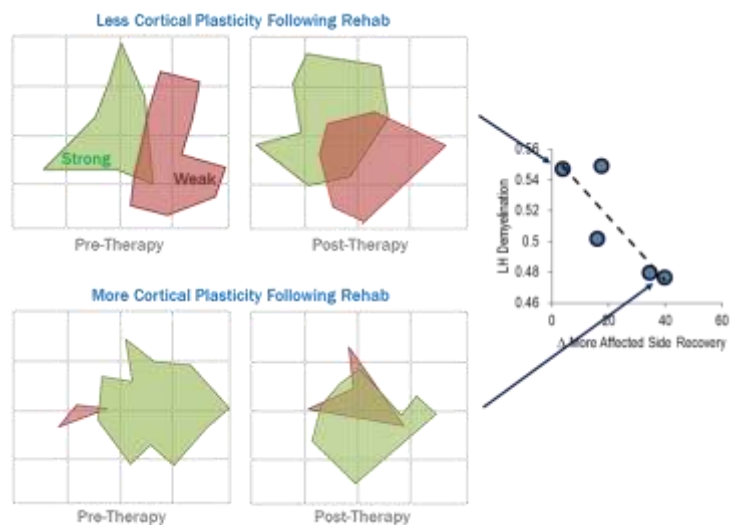 Less Cortical Plasticity Following Rehab
Strong
Weak
Pre-Therapy
Post-Therapy
More Cortical Plasticity Following Rehab
Pre-Therapy
Post-Therapy
LH Demyelination
0.56
0.54
0.52
0.5
0.48
0.46
0
20
40
60
Δ More Affected Side Recovery